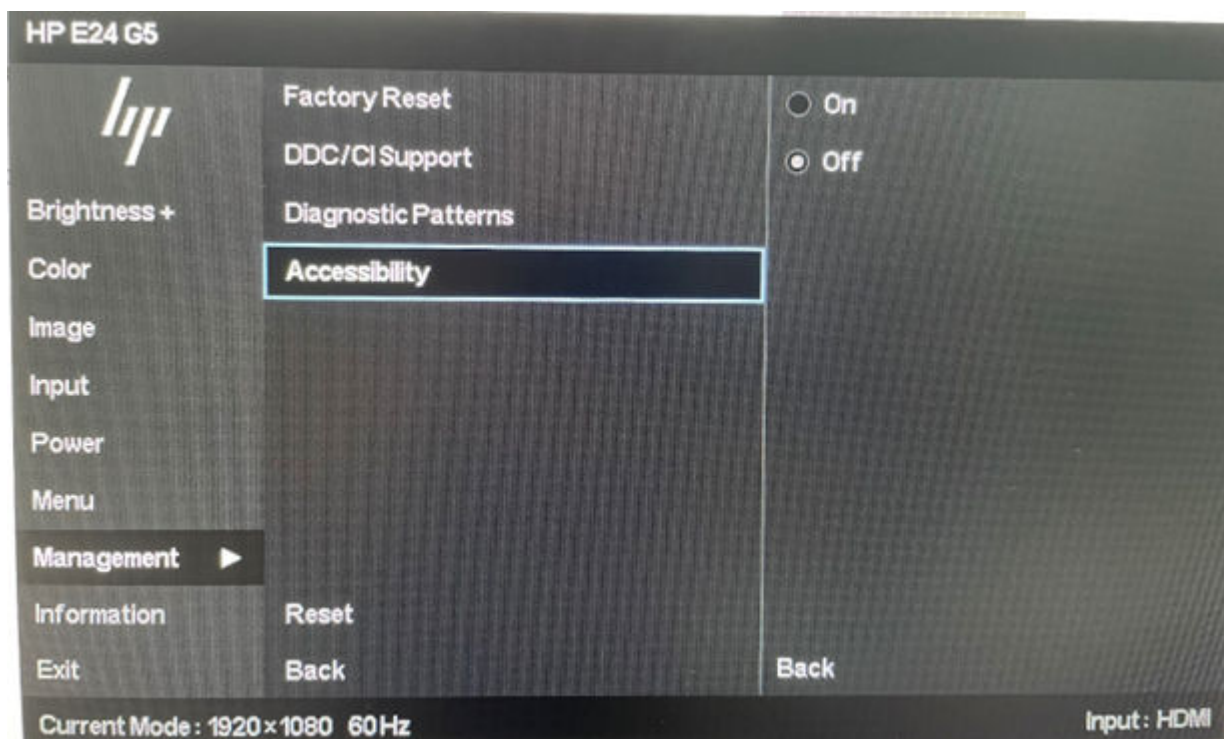 HP E24 G5
hp
Brightness +
Color
Image
Input
Power
Menu
Management
Information
Exit
Factory Reset
DDC/CI Support
Diagnostic Patterns
Accessibility
Reset
Back
On
Off
Back
Current Mode: 1920×1080 60Hz
Input: HDMI